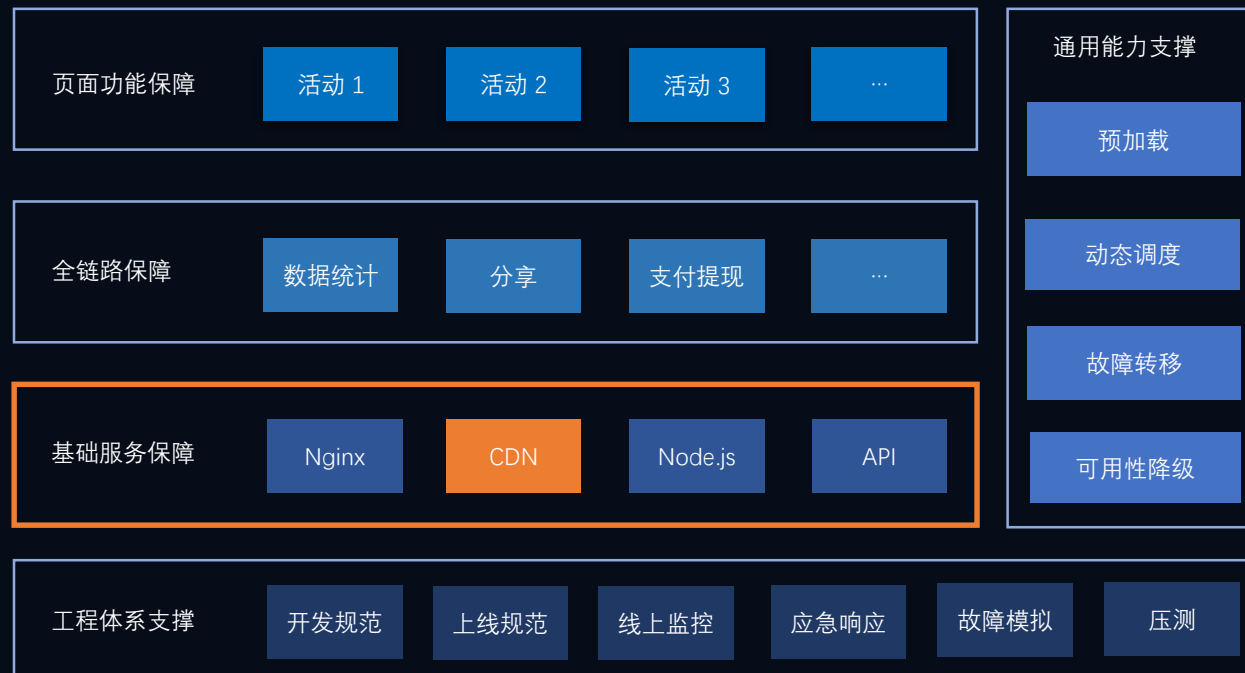 页面功能保障
活动 1
活动 2
活动 3
...
全链路保障
数据统计
分享
支付提现
...
基础服务保障
Nginx
CDN
Node.js
API
通用能力支撑
预加载
动态调度
故障转移
可用性降级
工程体系支撑
开发规范
上线规范
线上监控
应急响应
故障模拟
压测